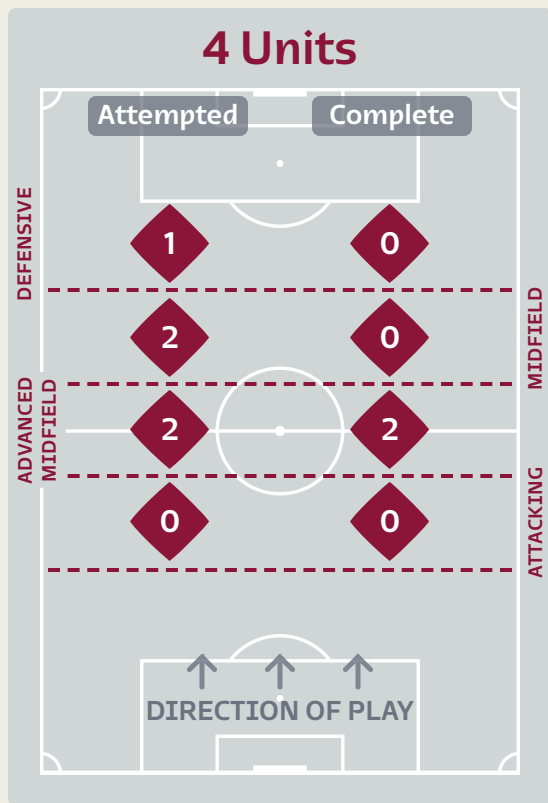 4 Units
Attempted Complete
DEFENSIVE
1 0
MIDFIELD
2 0
ADVANCED
MIDFIELD
2 2
ATTACKING
0 0
DIRECTION OF PLAY